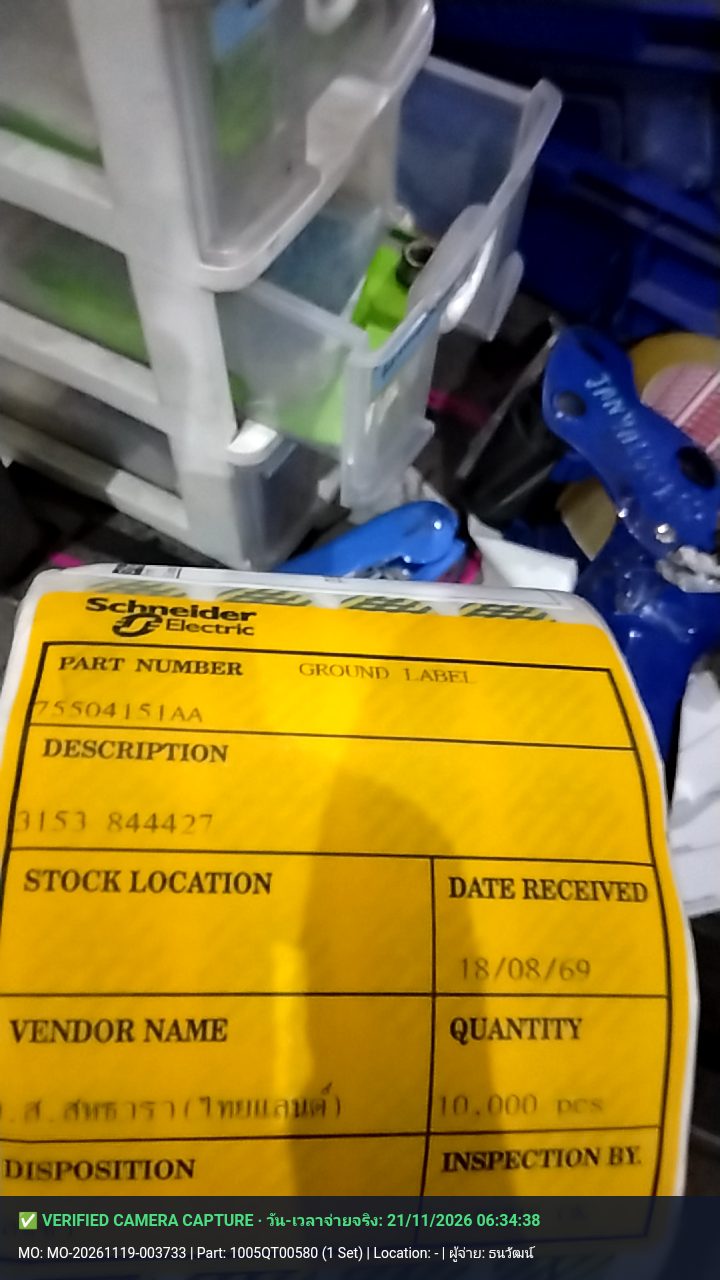 Schneider
Electric
PART NUMBER GROUND LABEL
75504151AA
DESCRIPTION
3153 844427
STOCK LOCATION
DATE RECEIVED
18/08/69
VENDOR NAME
QUANTITY
.ส.สหธารา(ไทยแลนด์)
10,000 pcs
DISPOSITION
INSPECTION BY.
✅ VERIFIED CAMERA CAPTURE · วัน-เวลาจ่ายจริง: 21/11/2026 06:34:38
MO: MO-20261119-003733 | Part: 1005QT00580 (1 Set) | Location: - | ผู้จ่าย: ธนวัฒน์